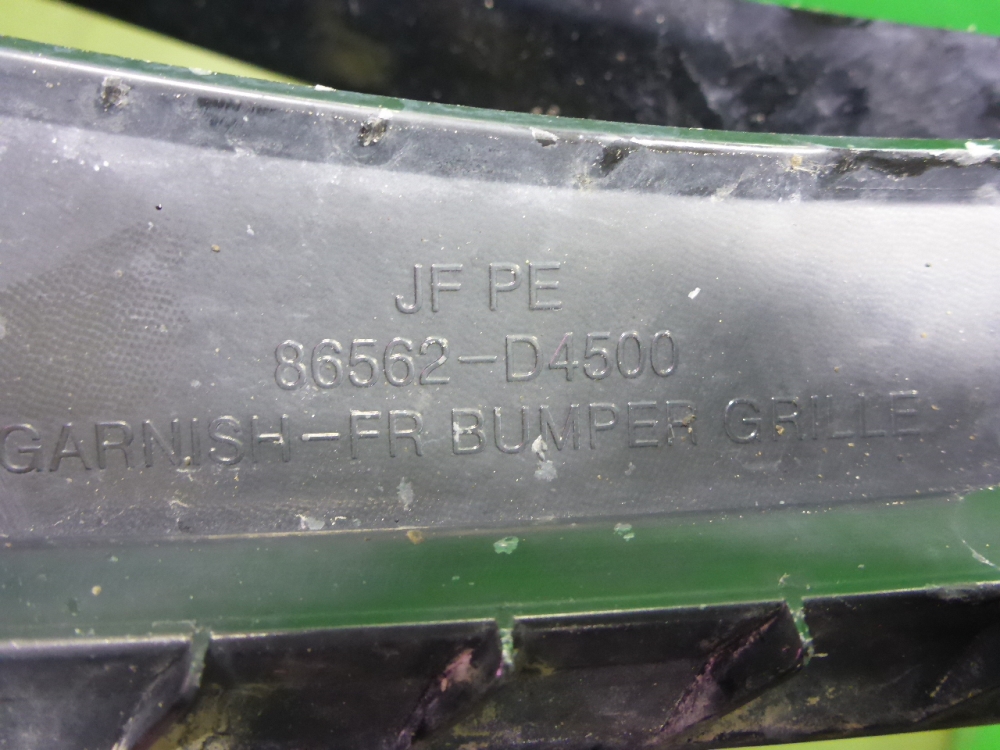 JF PE
86562-D4500
GARNISH-FR BUMPER GRILLE